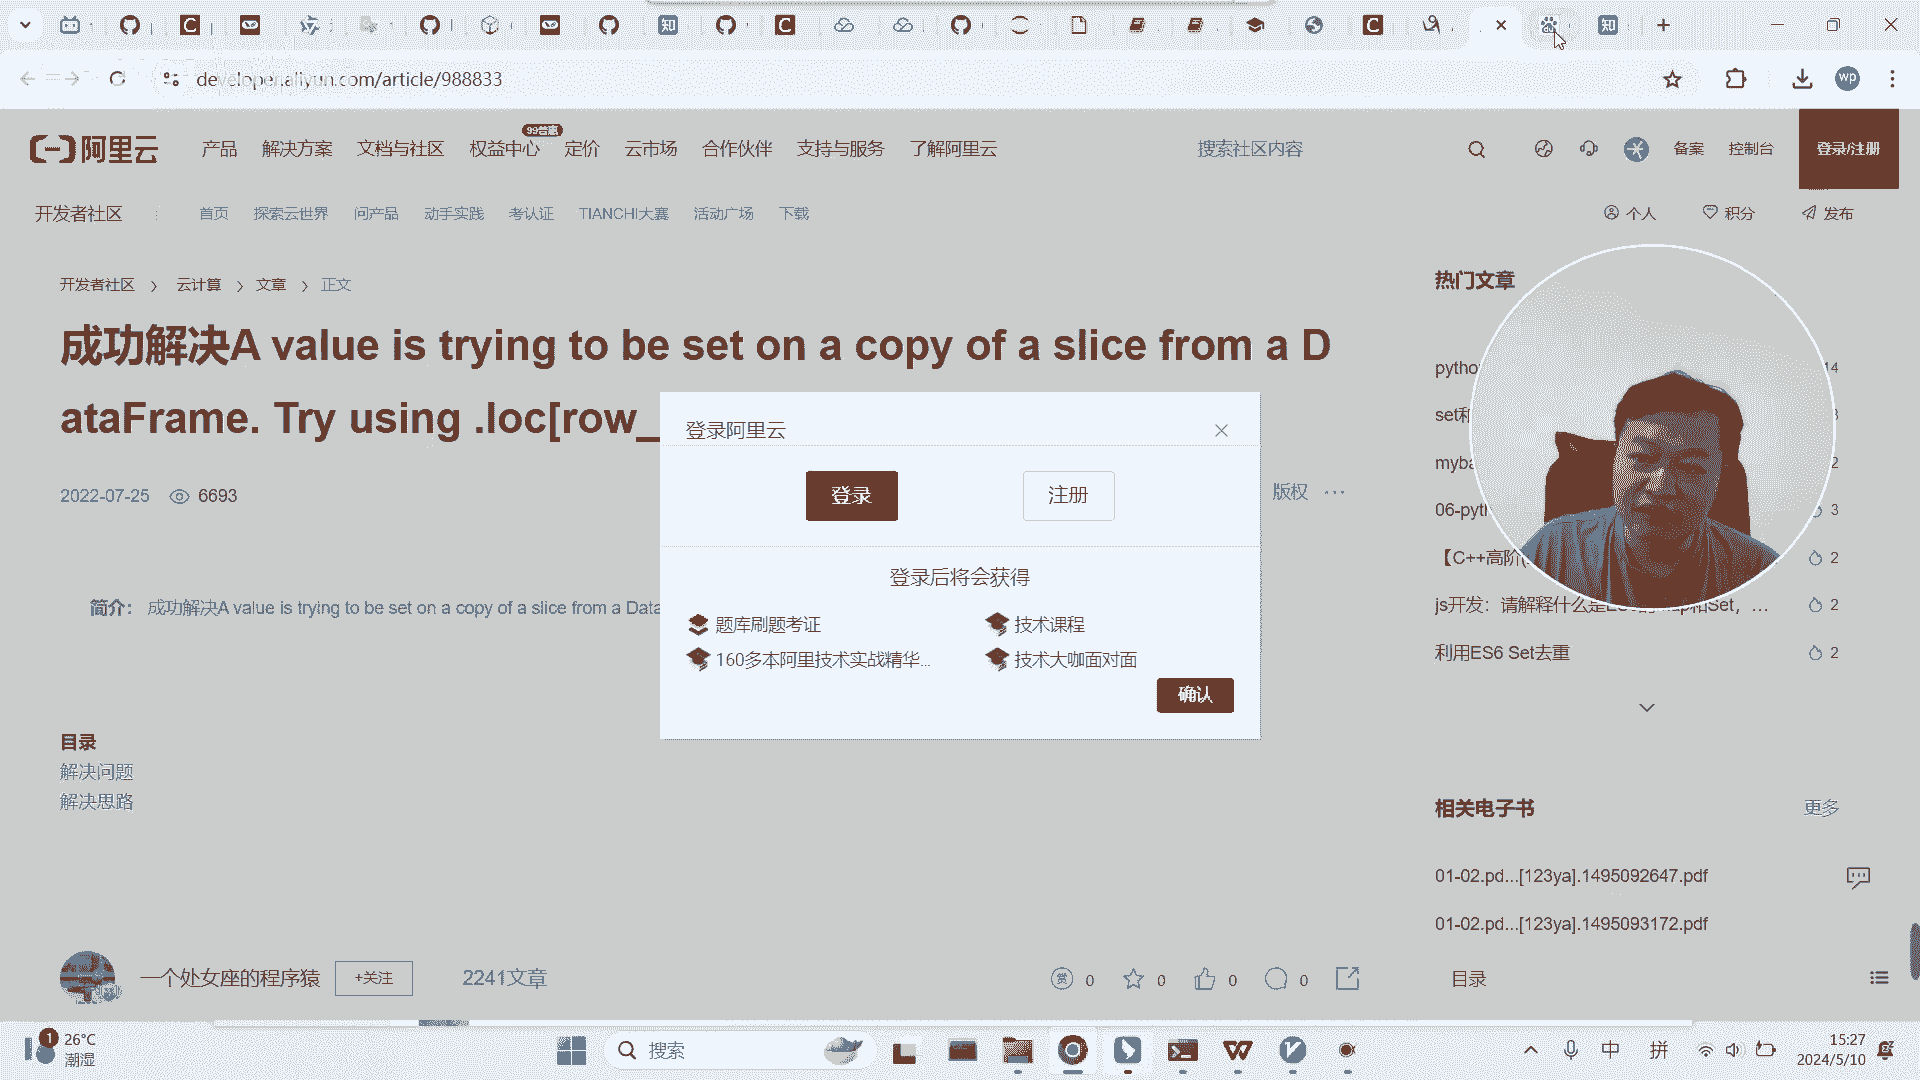 developer.aliyun.com/article/988833
wp
阿里云
产品
解决方案
文档与社区
权益中心
99普惠
定价
云市场
合作伙伴
支持与服务
了解阿里云
搜索社区内容
备案
控制台
登录/注册
开发者社区
首页
探索云世界
问产品
动手实践
考认证
TIANCHI大赛
活动广场
下载
个人
积分
发布
开发者社区 > 云计算 > 文章 > 正文
成功解决A value is trying to be set on a copy of a slice from a D
ataFrame. Try using .loc[row_
2022-07-25 6693
版权 ···
简介: 成功解决A value is trying to be set on a copy of a slice from a Data
目录
解决问题
解决思路
登录阿里云
登录
注册
登录后将会获得
题库刷题考证
技术课程
160多本阿里技术实战精华...
技术大咖面对面
确认
热门文章
set和
06-pyth
3
【C++高阶(
2
js开发：请解释什么是
和Set，...
2
利用ES6 Set去重
2
相关电子书
更多
01-02.pd...[123ya].1495092647.pdf
01-02.pd...[123ya].1495093172.pdf
目录
一个处女座的程序猿
+关注
2241文章
赏 0
0
0
0
1
26°C
潮湿
搜索
中
拼
15:27
2024/5/10